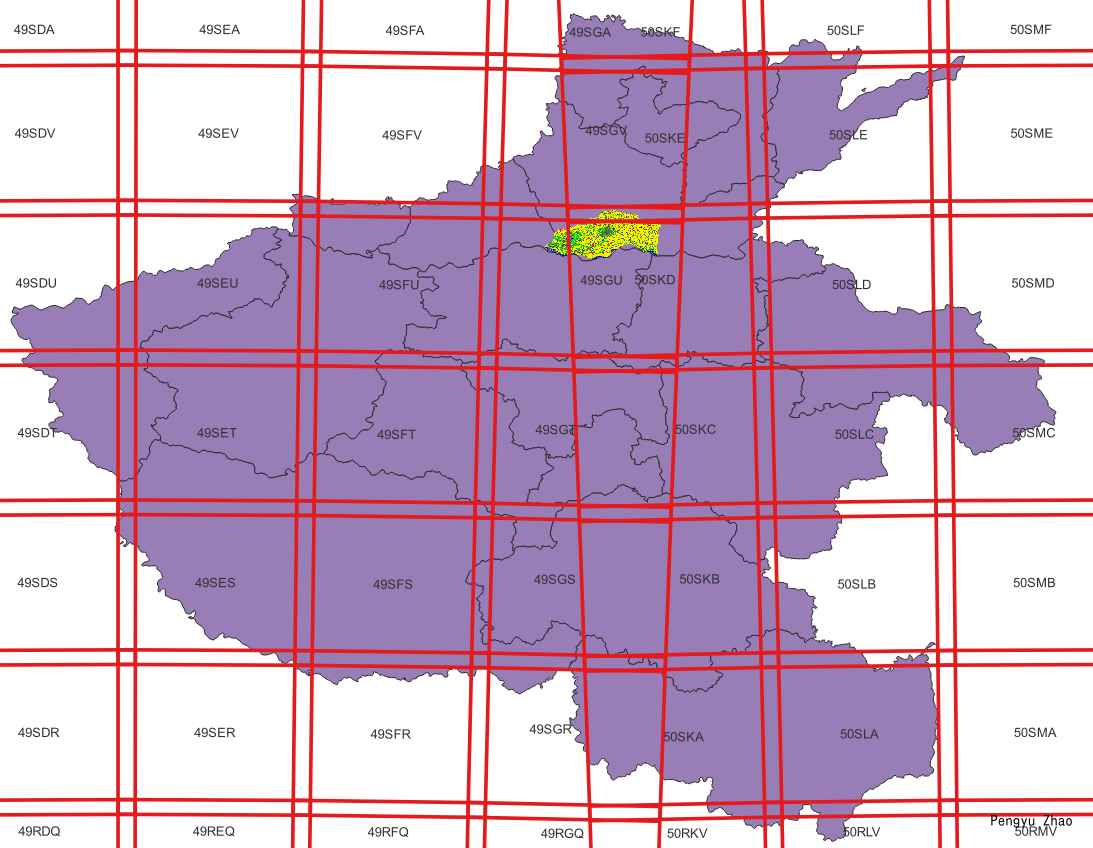 49SDA 49SEA 49SFA 49SGA 50SKF 50SLF 50SMF
49SDV 49SEV 49SFV 49SGV 50SKE 50SLE 50SME
49SDU 49SEU 49SFU 49SGU 50SKD 50SLD 50SMD
49SDT 49SET 49SFT 49SGT 50SKC 50SLC 50SMC
49SDS 49SES 49SFS 49SGS 50SKB 50SLB 50SMB
49SDR 49SER 49SFR 49SGR 50SKA 50SLA 50SMA
Pengyu Zhao
49RDQ 49REQ 49RFQ 49RGQ 50RKV 50RLV 50RMV